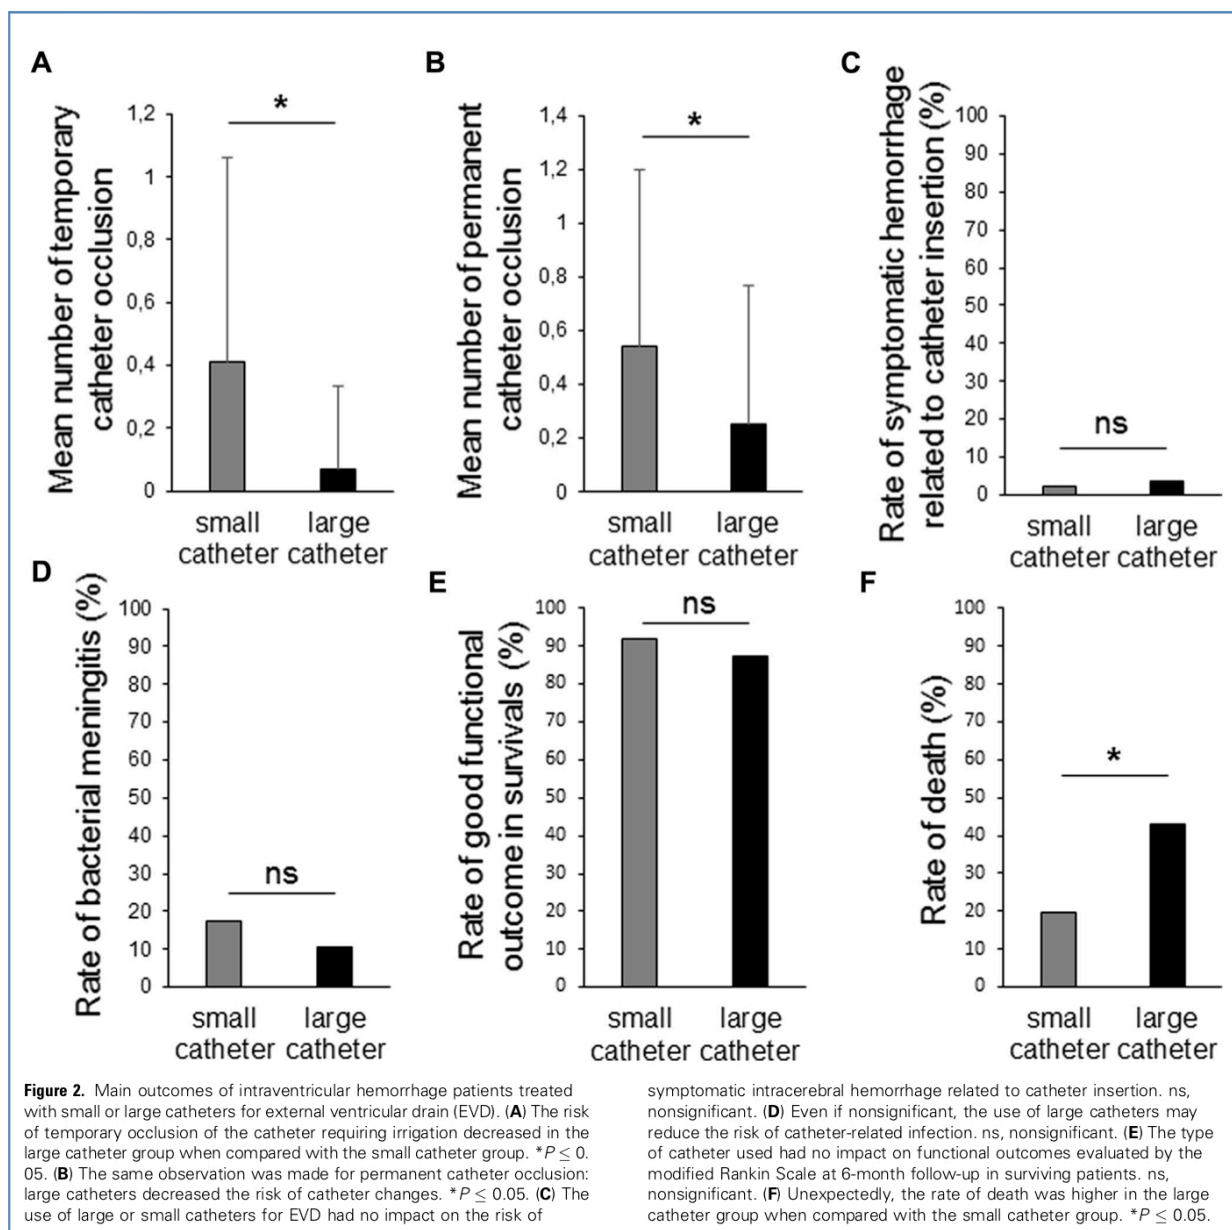 A
Mean number of temporary
catheter occlusion
1,2
1
0,8
0,6
0,4
0,2
0
*
small
catheter
large
catheter
B
Mean number of permanent
catheter occlusion
1,4
1,2
1
0,8
0,6
0,4
0,2
0
*
small
catheter
large
catheter
C
Rate of symptomatic hemorrhage
related to catheter insertion (%)
100
90
80
70
60
50
40
30
20
10
0
ns
small
catheter
large
catheter
D
Rate of bacterial meningitis (%)
100
90
80
70
60
50
40
30
20
10
0
ns
small
catheter
large
catheter
E
Rate of good functional
outcome in survivals (%)
100
90
80
70
60
50
40
30
20
10
0
ns
small
catheter
large
catheter
F
Rate of death (%)
100
90
80
70
60
50
40
30
20
10
0
*
small
catheter
large
catheter
Figure 2. Main outcomes of intraventricular hemorrhage patients treated
with small or large catheters for external ventricular drain (EVD). (A) The risk
of temporary occlusion of the catheter requiring irrigation decreased in the
large catheter group when compared with the small catheter group. *P ≤ 0.
05. (B) The same observation was made for permanent catheter occlusion:
large catheters decreased the risk of catheter changes. *P ≤ 0.05. (C) The
use of large or small catheters for EVD had no impact on the risk of
symptomatic intracerebral hemorrhage related to catheter insertion. ns,
nonsignificant. (D) Even if nonsignificant, the use of large catheters may
reduce the risk of catheter-related infection. ns, nonsignificant. (E) The type
of catheter used had no impact on functional outcomes evaluated by the
modified Rankin Scale at 6-month follow-up in surviving patients. ns,
nonsignificant. (F) Unexpectedly, the rate of death was higher in the large
catheter group when compared with the small catheter group. *P ≤ 0.05.